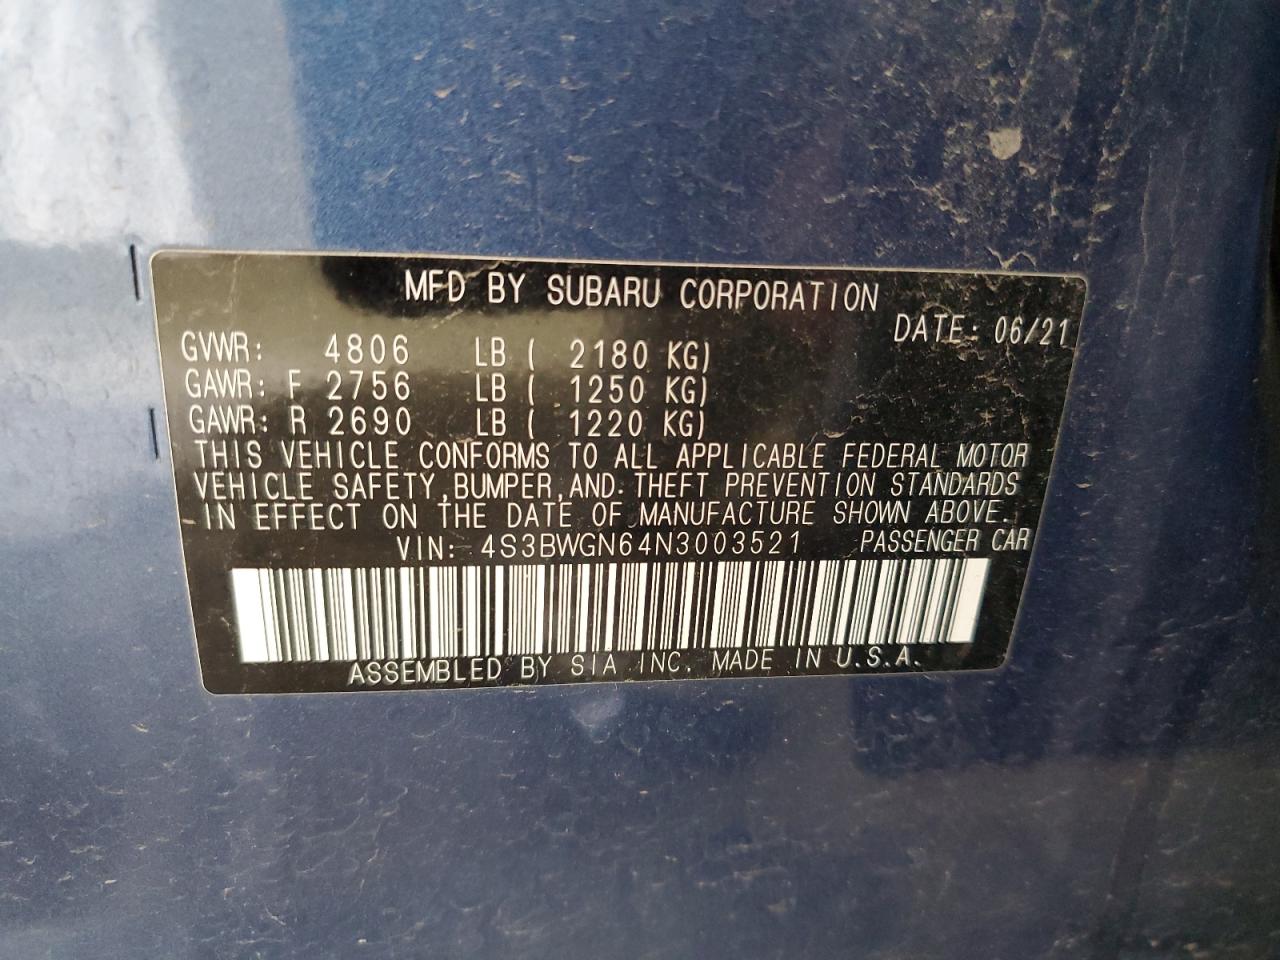 MFD BY SUBARU CORPORATION
DATE: 06/21
GVWR: 4806 LB ( 2180 KG)
GAWR: F 2756 LB ( 1250 KG)
GAWR: R 2690 LB ( 1220 KG)
THIS VEHICLE CONFORMS TO ALL APPLICABLE FEDERAL MOTOR
VEHICLE SAFETY, BUMPER, AND THEFT PREVENTION STANDARDS
IN EFFECT ON THE DATE OF MANUFACTURE SHOWN ABOVE.
VIN: 4S3BWGN64N3003521 PASSENGER CAR
ASSEMBLED BY SIA INC. MADE IN U.S.A.